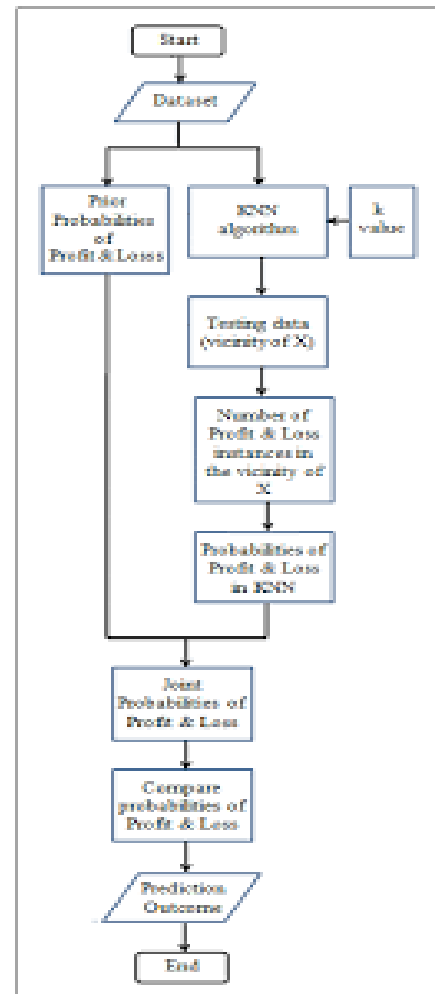 Start
Dataset
Prior
Probabilities
of
Profit & Losss
KNN
algorithm
k
value
Testing data
(vicinity of X)
Number of
Profit & Loss
instances in
the vicinity of
X
Probabilities of
Profit & Loss
in KNN
Joint
Probabilities of
Profit & Loss
Compare
probabilities of
Profit & Loss
Prediction
Outcome
End